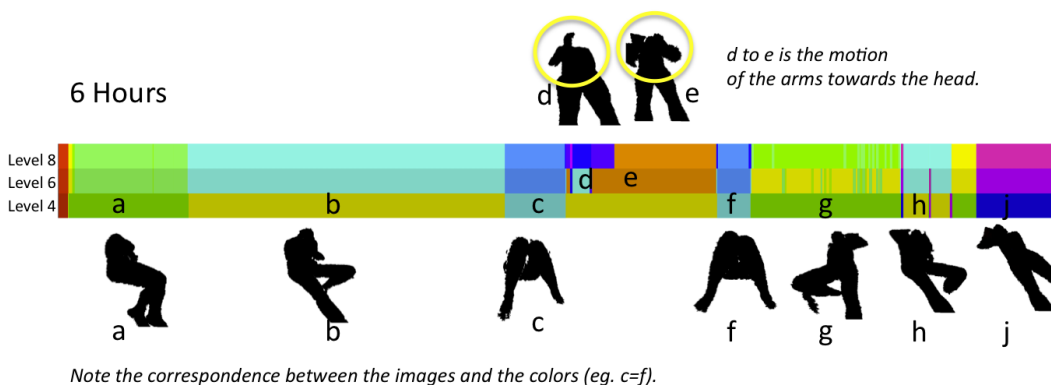 d to e is the motion
of the arms towards the head.
6 Hours
d e
Level 8
Level 6 d e
Level 4 a b c f g h j
a b c f g h j
Note the correspondence between the images and the colors (eg. c=f).